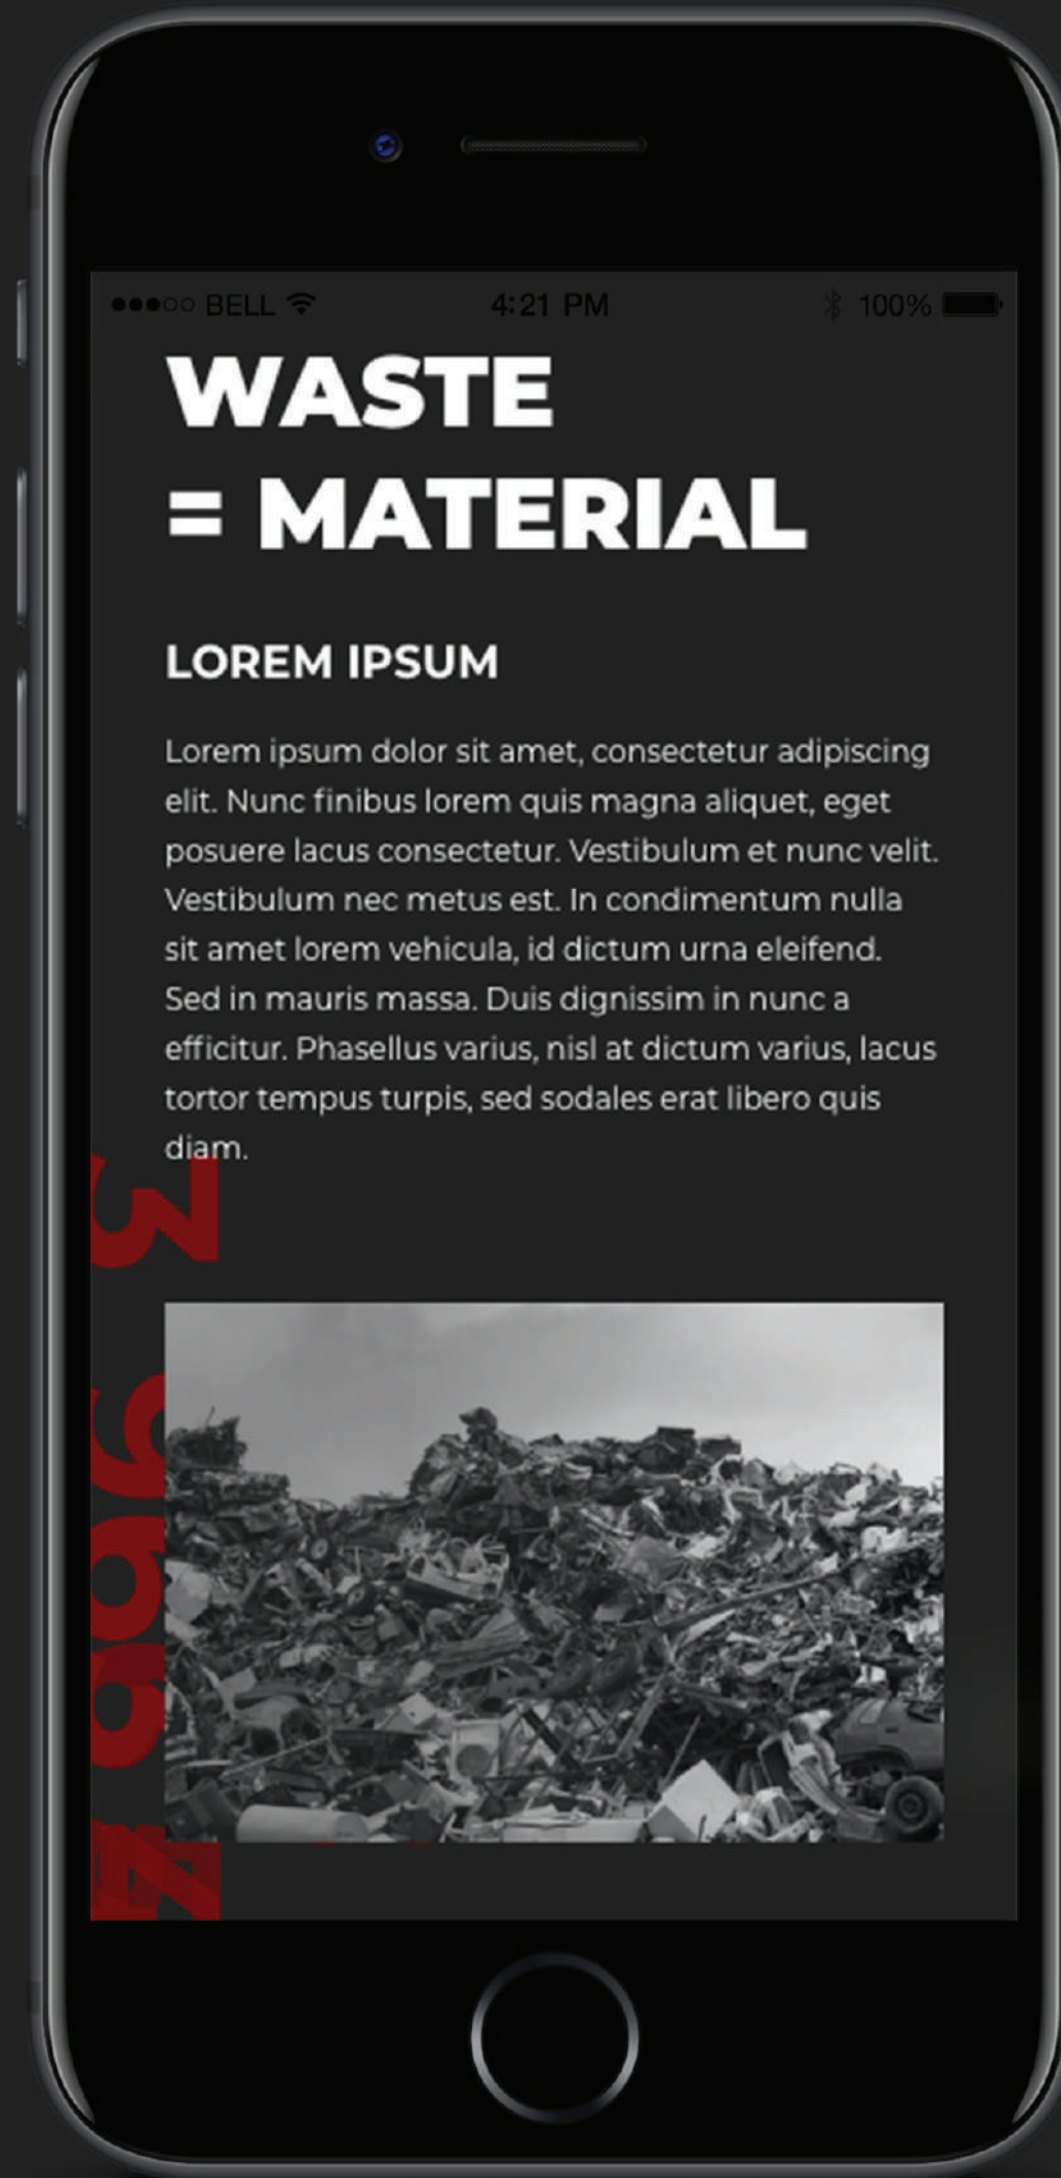 BELL 4:21 PM 100%
WASTE
= MATERIAL
LOREM IPSUM
Lorem ipsum dolor sit amet, consectetur adipiscing
elit. Nunc finibus lorem quis magna aliquet, eget
posuere lacus consectetur. Vestibulum et nunc velit.
Vestibulum nec metus est. In condimentum nulla
sit amet lorem vehicula, id dictum urna eleifend.
Sed in mauris massa. Duis dignissim in nunc a
efficitur. Phasellus varius, nisl at dictum varius, lacus
tortor tempus turpis, sed sodales erat libero quis
diam.